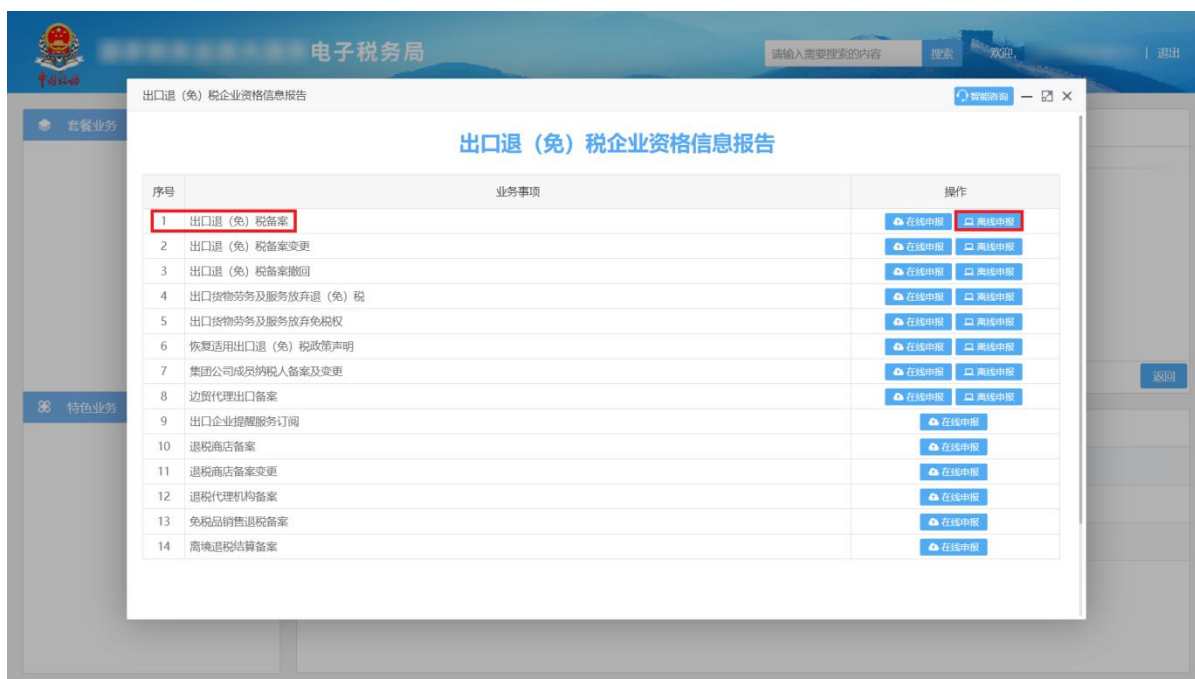 中国税务
电子税务局
请输入需要搜索的内容 搜索 欢迎, | 退出
套餐业务
出口退（免）税企业资格信息报告 智能咨询
出口退（免）税企业资格信息报告
序号 业务事项 操作
1 出口退（免）税备案 在线申报 离线申报
2 出口退（免）税备案变更 在线申报 离线申报
3 出口退（免）税备案撤回 在线申报 离线申报
4 出口货物劳务及服务放弃退（免）税 在线申报 离线申报
5 出口货物劳务及服务放弃免税权 在线申报 离线申报
6 恢复适用出口退（免）税政策声明 在线申报 离线申报
7 集团公司成员纳税人备案及变更 在线申报 离线申报
8 边贸代理出口备案 在线申报 离线申报
9 出口企业提醒服务订阅 在线申报
10 退税商店备案 在线申报
11 退税商店备案变更 在线申报
12 退税代理机构备案 在线申报
13 免税品销售退税备案 在线申报
14 离境退税结算备案 在线申报
返回
特色业务